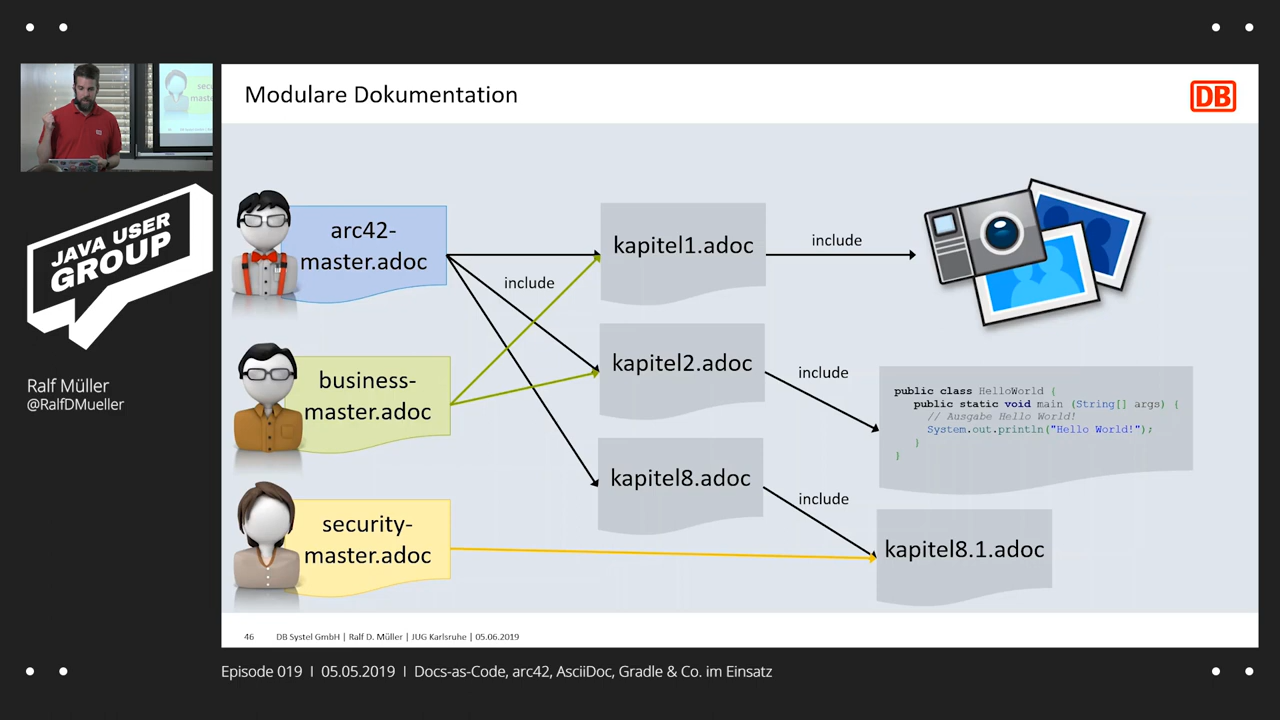 Modulare Dokumentation
DB
JAVA USER
GROUP
Ralf Müller
@RalfDMueller
arc42-
master.adoc
include
kapitel1.adoc
include
business-
master.adoc
kapitel2.adoc
include
public class HelloWorld {
public static void main (String[] args) {
// Ausgabe Hello World!
System.out.println("Hello World!");
}
}
kapitel8.adoc
include
security-
master.adoc
kapitel8.1.adoc
46 DB Systel GmbH | Ralf D. Müller | JUG Karlsruhe | 05.06.2019
Episode 019 I 05.05.2019 I Docs-as-Code, arc42, AsciiDoc, Gradle & Co. im Einsatz